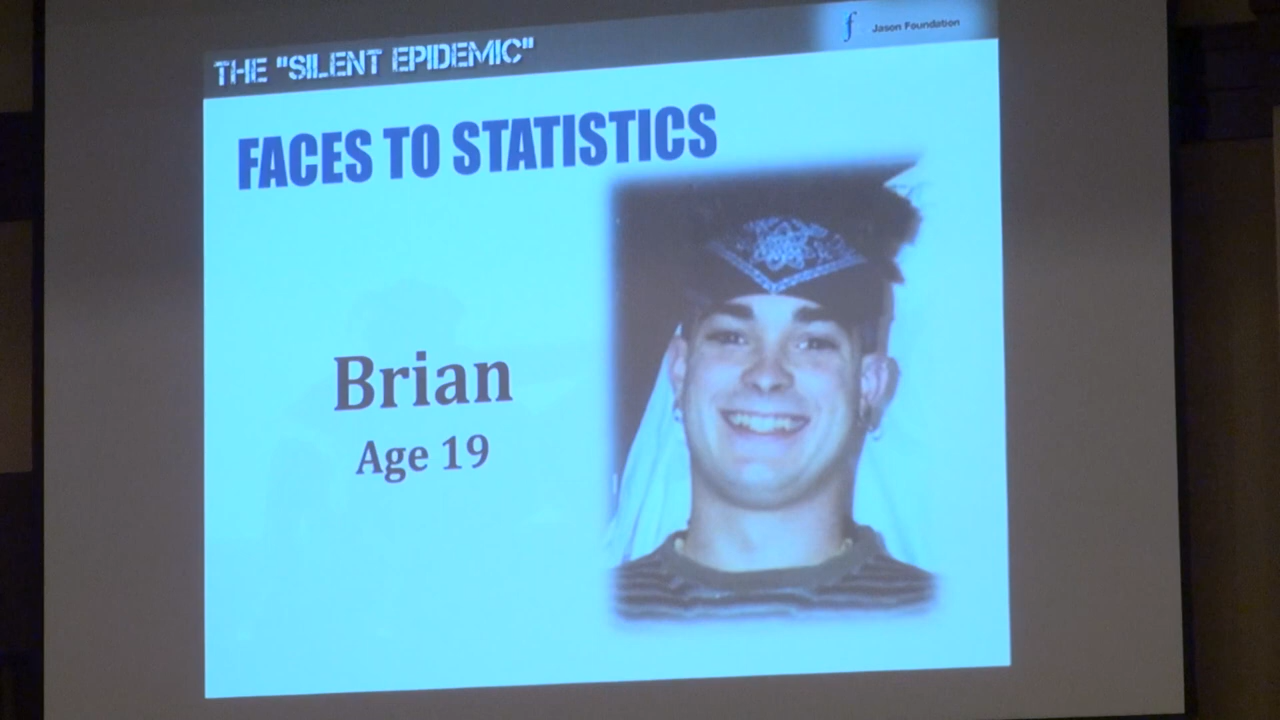 THE "SILENT EPIDEMIC"
Jason Foundation
FACES TO STATISTICS
Brian
Age 19